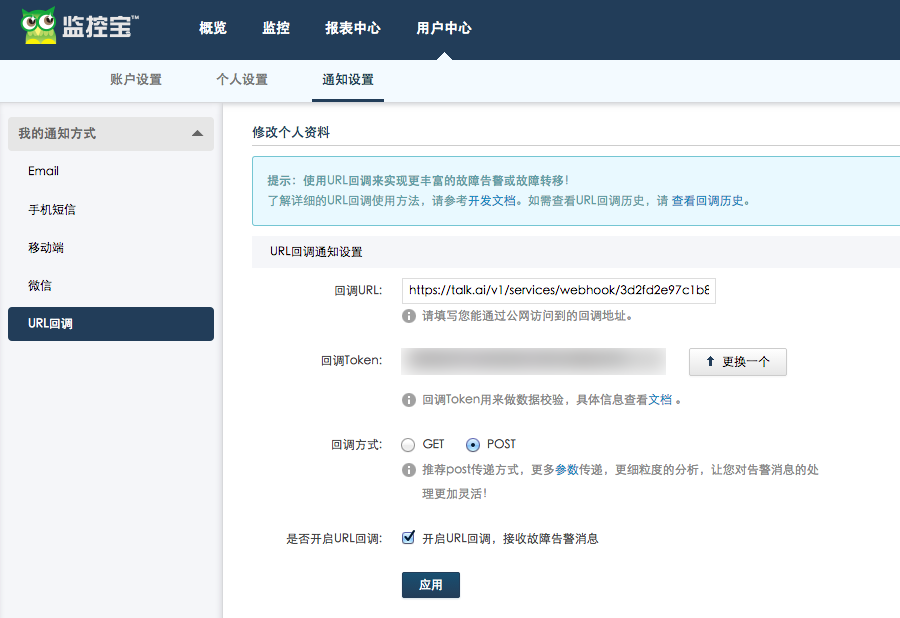 监控宝™
概览 监控 报表中心 用户中心
账户设置 个人设置 通知设置
我的通知方式
Email
手机短信
移动端
微信
URL回调
修改个人资料
提示：使用URL回调来实现更丰富的故障告警或故障转移！
了解详细的URL回调使用方法，请参考开发文档。如需查看URL回调历史，请 查看回调历史。
URL回调通知设置
回调URL: https://talk.ai/v1/services/webhook/3d2fd2e97c1b8
请填写您能通过公网访问到的回调地址。
回调Token: 更换一个
回调Token用来做数据校验，具体信息查看文档 。
回调方式: GET POST
推荐post传递方式，更多参数传递，更细粒度的分析，让您对告警消息的处
理更加灵活！
是否开启URL回调: 开启URL回调，接收故障告警消息
应用